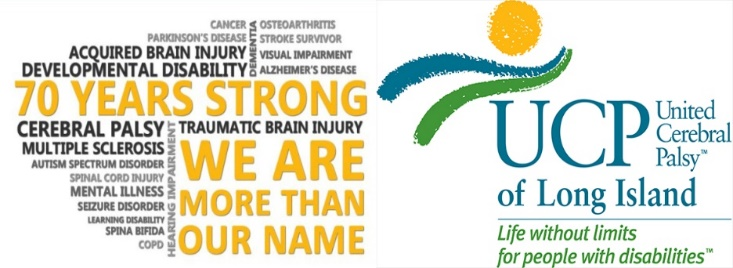 CANCER
OSTEOARTHRITIS
PARKINSON'S DISEASE
STROKE SURVIVOR
DEMENTIA
ACQUIRED BRAIN INJURY
VISUAL IMPAIRMENT
DEVELOPMENTAL DISABILITY
ALZHEIMER'S DISEASE
70 YEARS STRONG
CEREBRAL PALSY
TRAUMATIC BRAIN INJURY
MULTIPLE SCLEROSIS
AUTISM SPECTRUM DISORDER
SPINAL CORD INJURY
MENTAL ILLNESS
SEIZURE DISORDER
LEARNING DISABILITY
SPINA BIFIDA
COPD
HEARING IMPAIRMENT
WE ARE
MORE THAN
OUR NAME
UCP
United
Cerebral
Palsy™
of Long Island
Life without limits
for people with disabilities™